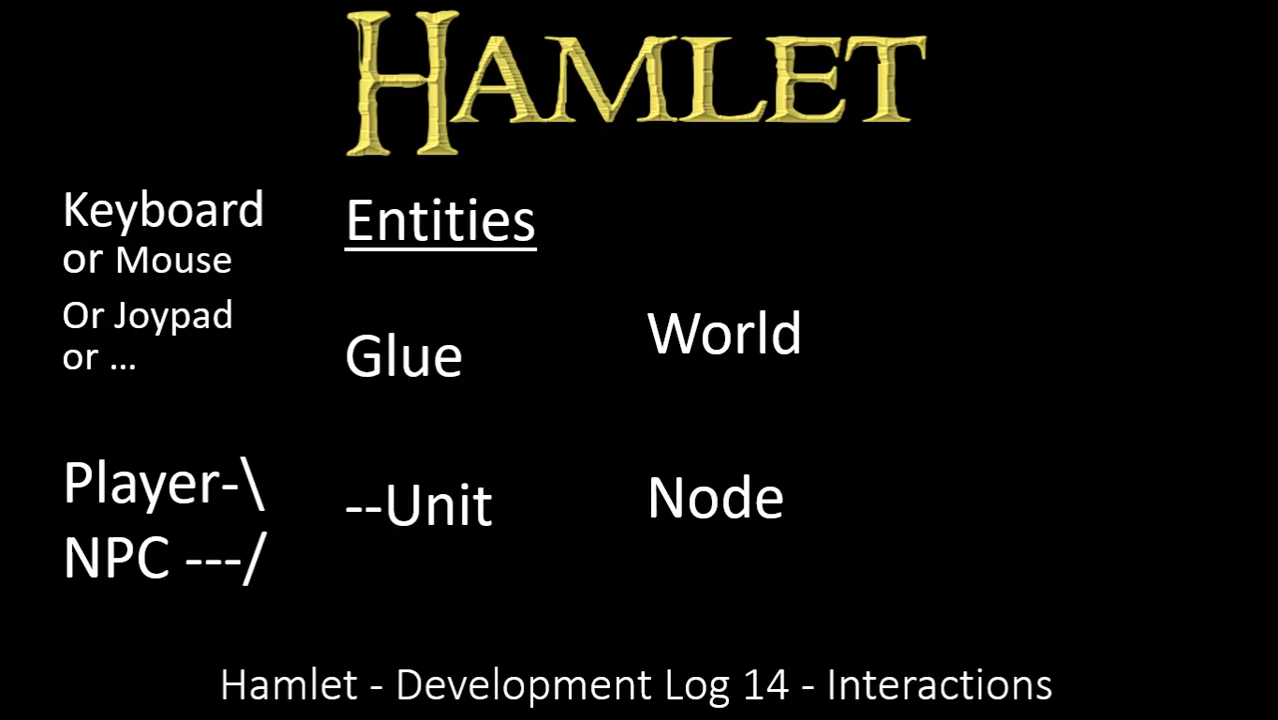 HAMLET
Keyboard
or Mouse
Or Joypad
or ...
Entities
Glue
World
Player-\
NPC ---/
--Unit
Node
Hamlet - Development Log 14 - Interactions